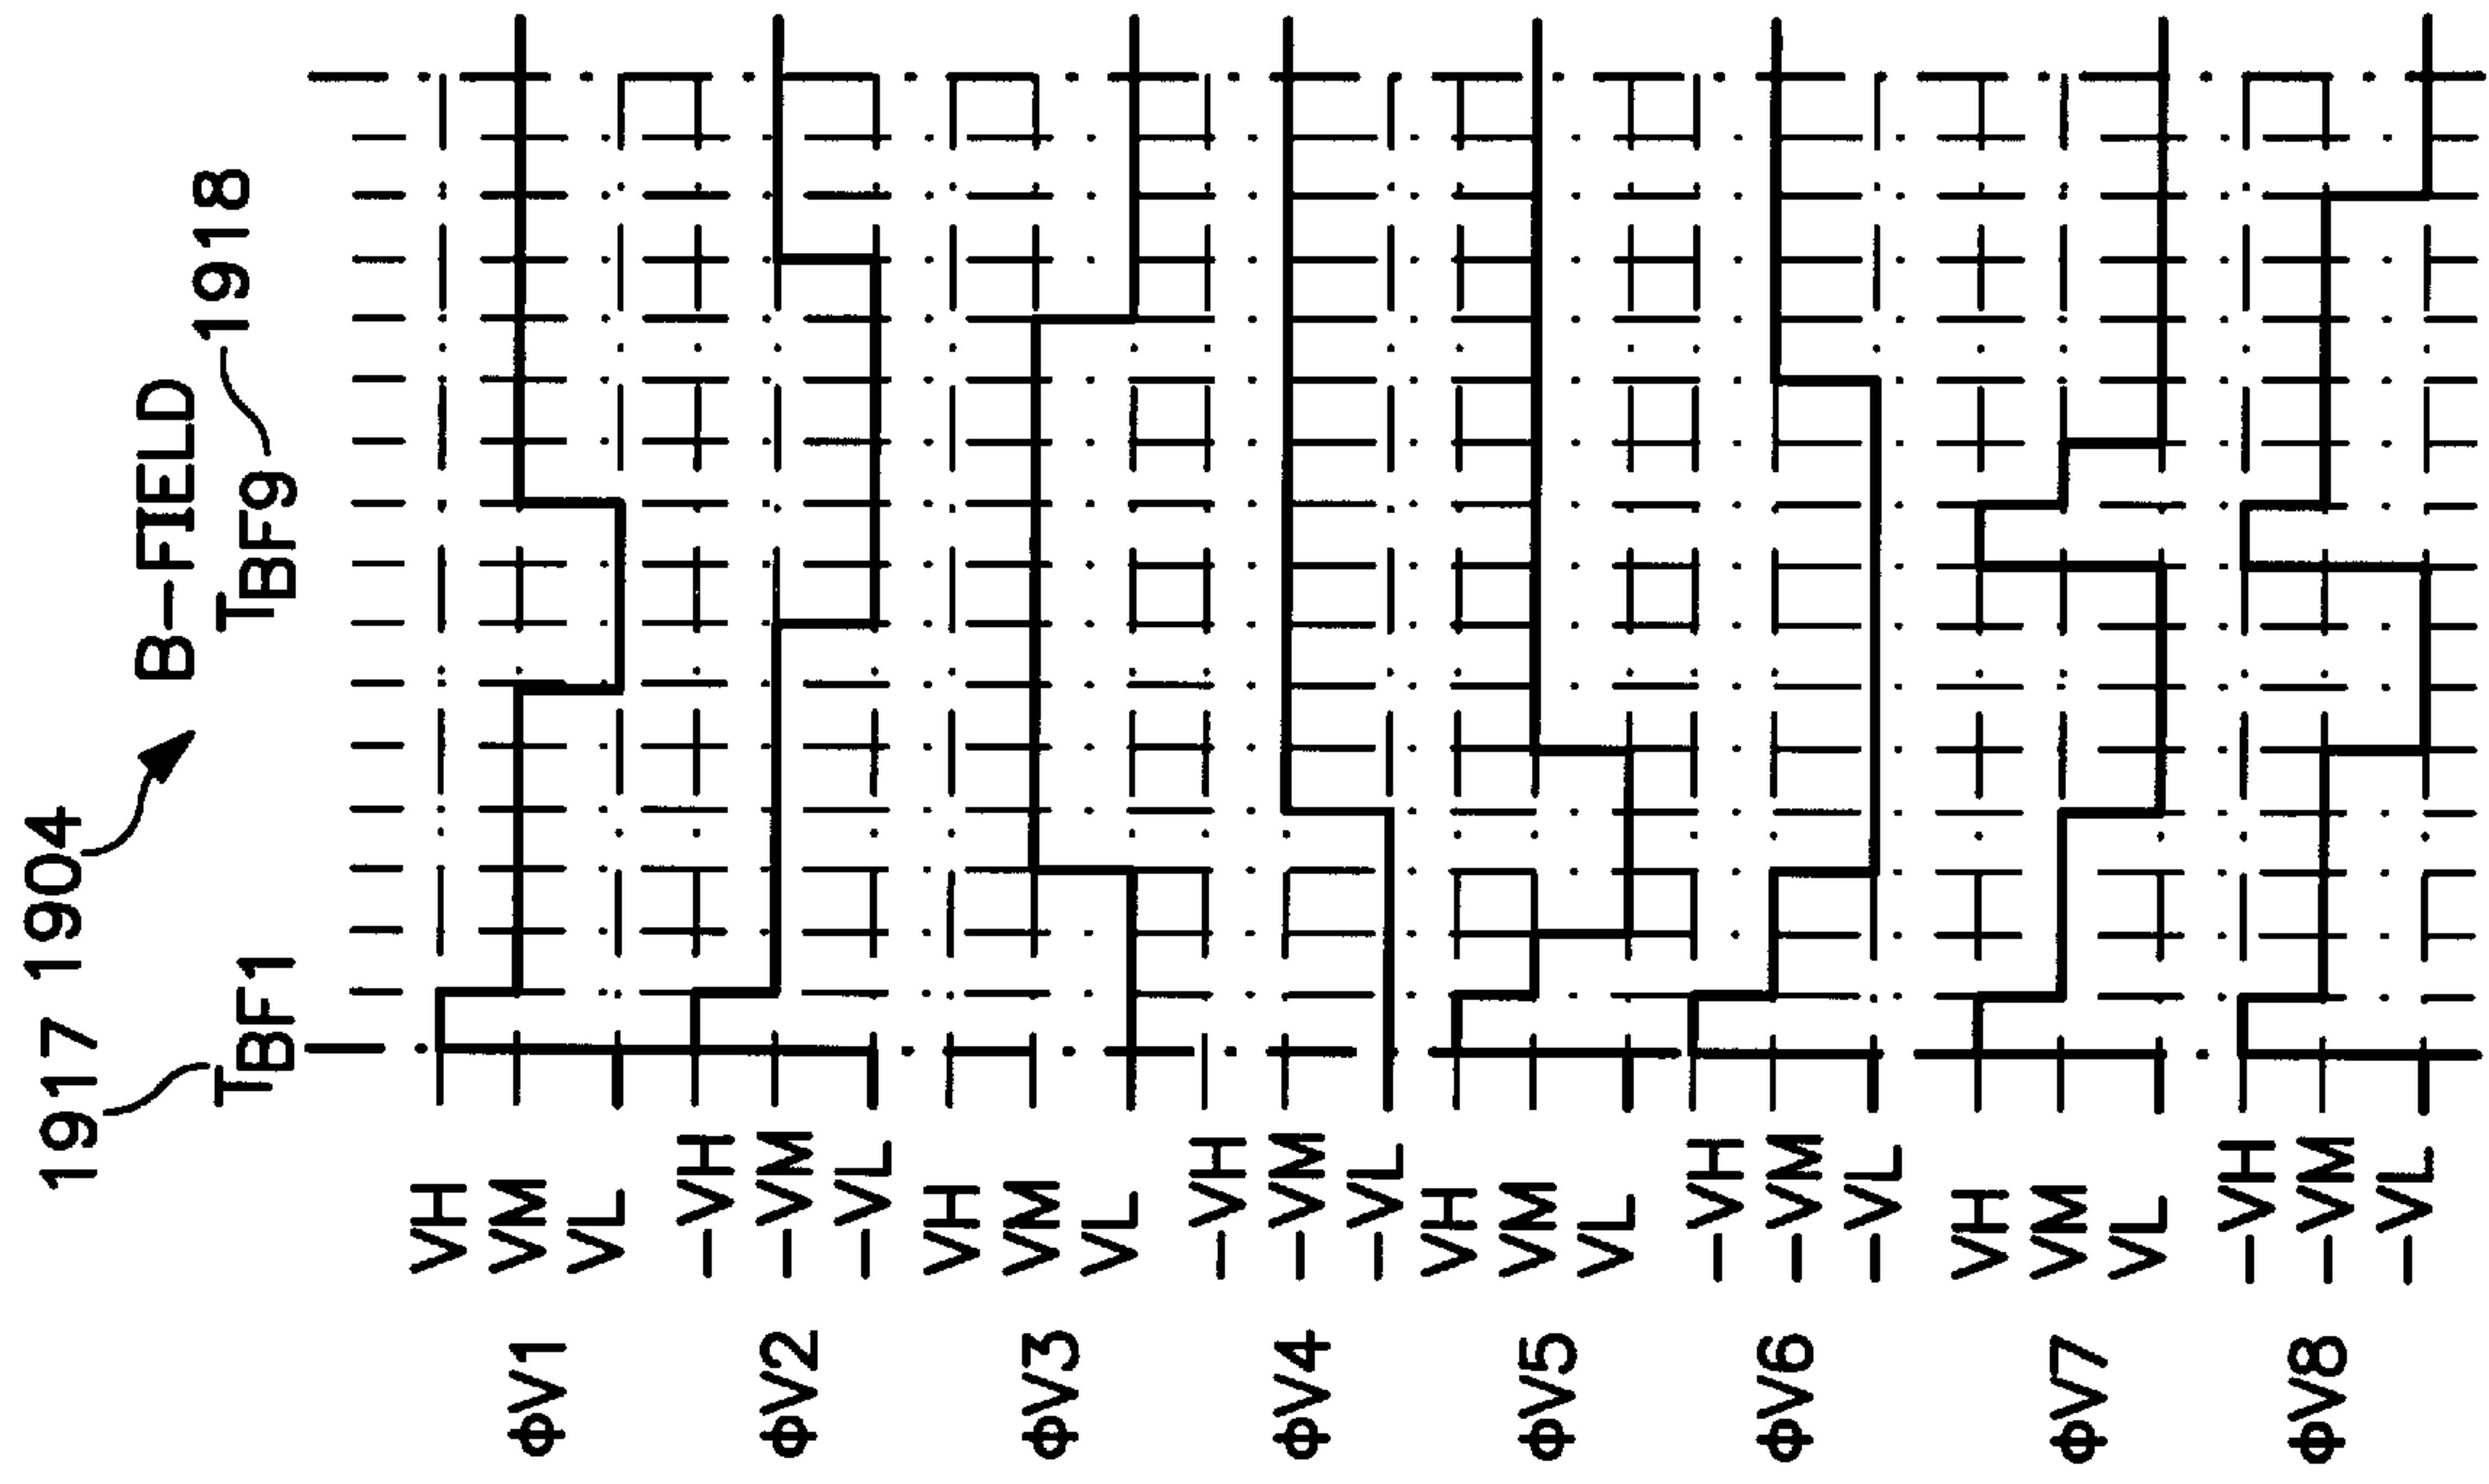 B-FIELD
1917 1904
1918
TBF1
TBF9
VH
ΦV1 VM
VL
-VH
ΦV2 -VM
-VL
VH
ΦV3 VM
VL
-VH
ΦV4 -VM
-VL
VH
ΦV5 VM
VL
-VH
ΦV6 -VM
-VL
VH
ΦV7 VM
VL
-VH
ΦV8 -VM
-VL